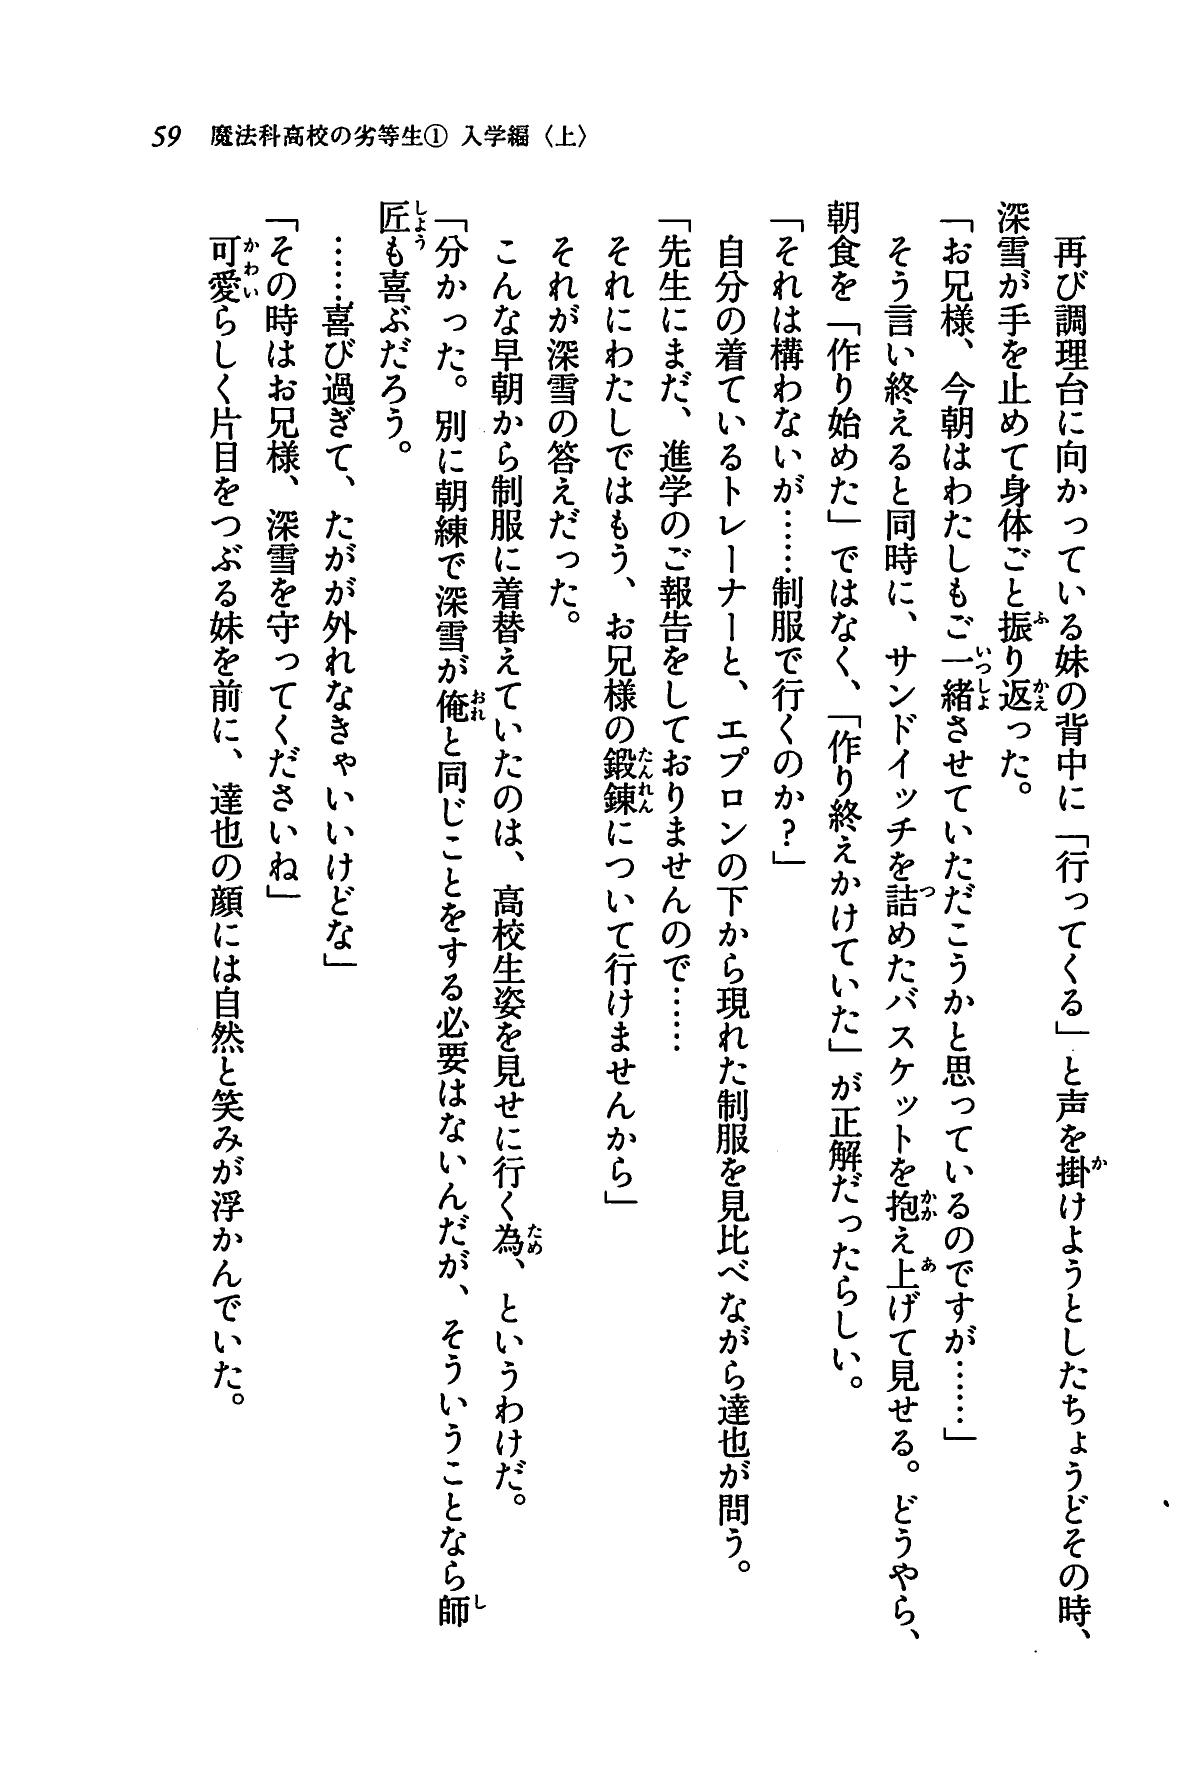 59 魔法科高校の劣等生① 入学編〈上〉
再び調理台に向かっている妹の背中に「行ってくる」と声を掛けようとしたちょうどその時、
深雪が手を止めて身体ごと振り返った。
「お兄様、今朝はわたしもご一緒させていただこうかと思っているのですが……」
そう言い終えると同時に、サンドイッチを詰めたバスケットを抱え上げて見せる。どうやら、
朝食を「作り始めた」ではなく、「作り終えかけていた」が正解だったらしい。
「それは構わないが……制服で行くのか？」
自分の着ているトレーナーと、エプロンの下から現れた制服を見比べながら達也が問う。
「先生にまだ、進学のご報告をしておりませんので……
それにわたしではもう、お兄様の鍛錬について行けませんから」
それが深雪の答えだった。
こんな早朝から制服に着替えていたのは、高校生姿を見せに行く為、というわけだ。
「分かった。別に朝練で深雪が俺と同じことをする必要はないんだが、そういうことなら師
匠も喜ぶだろう。
……喜び過ぎて、たがが外れなきゃいいけどな」
「その時はお兄様、深雪を守ってくださいね」
可愛らしく片目をつぶる妹を前に、達也の顔には自然と笑みが浮かんでいた。